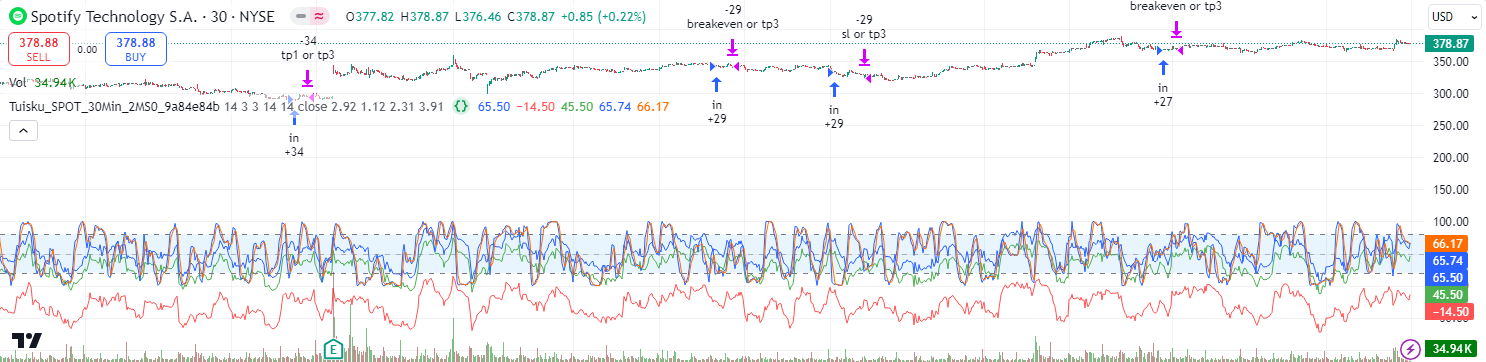 Spotify Technology S.A. · 30 · NYSE O377.82 H378.87 L376.46 C378.87 +0.85 (+0.22%)
378.88 SELL 0.00 378.88 BUY
Vol 34.94K
Tuisku_SPOT_30Min_2MS0_9a84e84b 14 3 3 14 14 close 2.92 1.12 2.31 3.91 65.50 −14.50 45.50 65.74 66.17
-34
tp1 or tp3
in
+34
-29
breakeven or tp3
in
+29
-29
sl or tp3
in
+29
breakeven or tp3
in
+27
USD
378.87
350.00
300.00
250.00
200.00
150.00
100.00
66.17
65.74
65.50
45.50
−14.50
34.94K
E